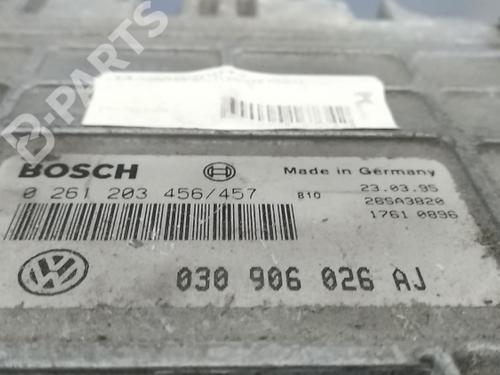 B-PARTS
BOSCH
Made in Germany
0 261 203 456/457
810
23.03.95
26SA3820
1761 0896
030 906 026 AJ